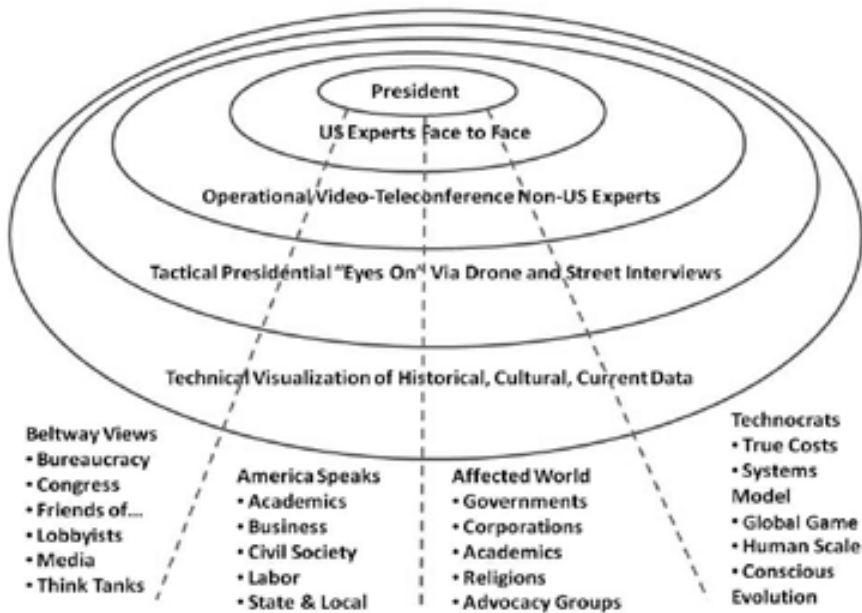 President
US Experts Face to Face
Operational Video-Teleconference Non-US Experts
Tactical Presidential "Eyes On" Via Drone and Street Interviews
Technical Visualization of Historical, Cultural, Current Data
Beltway Views
• Bureaucracy
• Congress
• Friends of...
• Lobbyists
• Media
• Think Tanks
America Speaks
• Academics
• Business
• Civil Society
• Labor
• State & Local
Affected World
• Governments
• Corporations
• Academics
• Religions
• Advocacy Groups
Technocrats
• True Costs
• Systems
Model
• Global Game
• Human Scale
• Conscious
Evolution